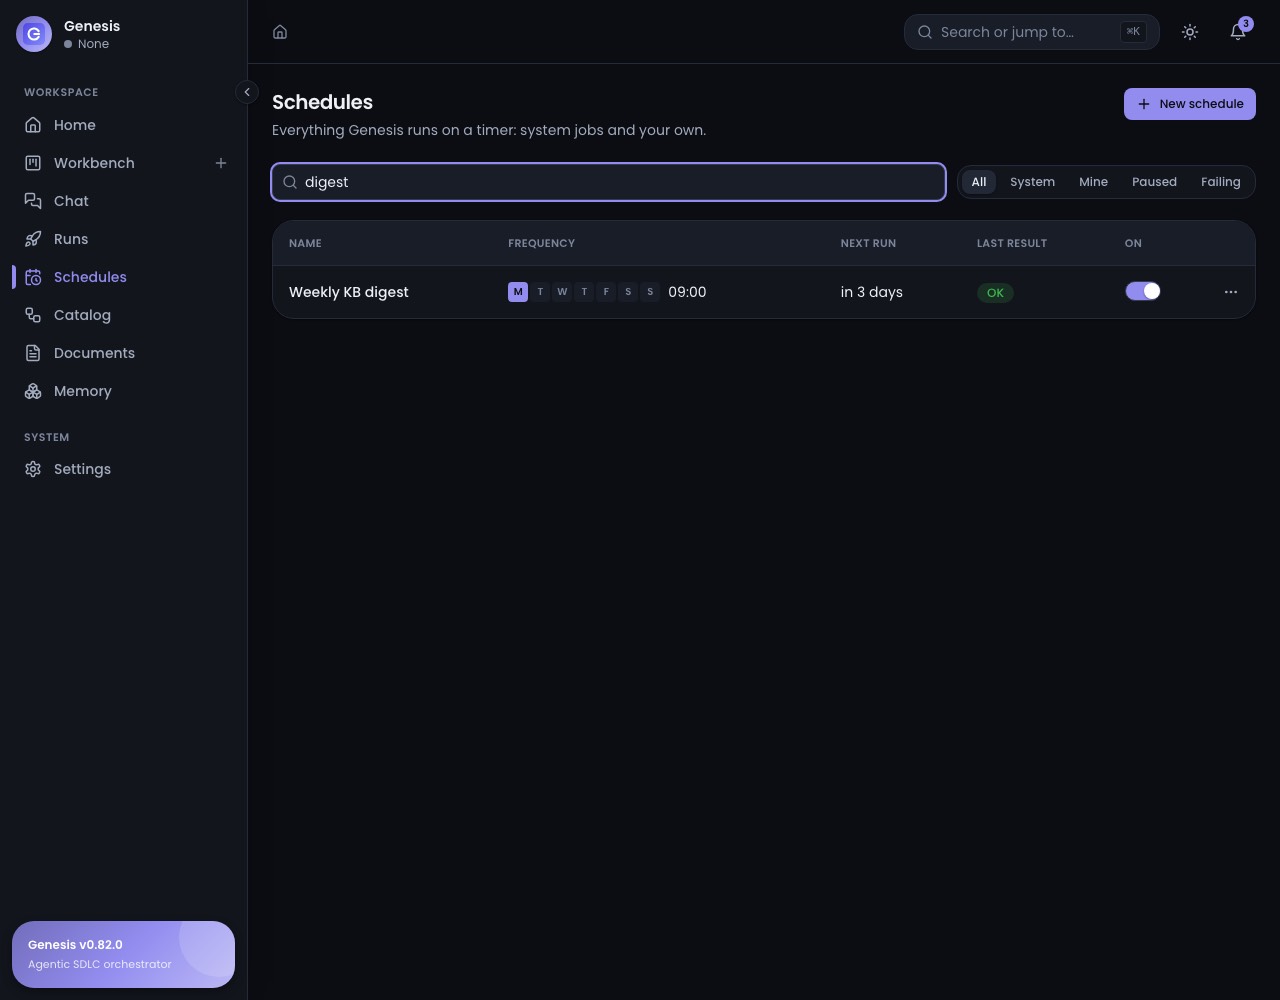 Genesis
None
Search or jump to...
⌘K
3
WORKSPACE
Home
Workbench
Chat
Runs
Schedules
Catalog
Documents
Memory
SYSTEM
Settings
Genesis v0.82.0
Agentic SDLC orchestrator
Schedules
Everything Genesis runs on a timer: system jobs and your own.
New schedule
digest
All System Mine Paused Failing
NAME FREQUENCY NEXT RUN LAST RESULT ON
Weekly KB digest M T W T F S S 09:00 in 3 days OK